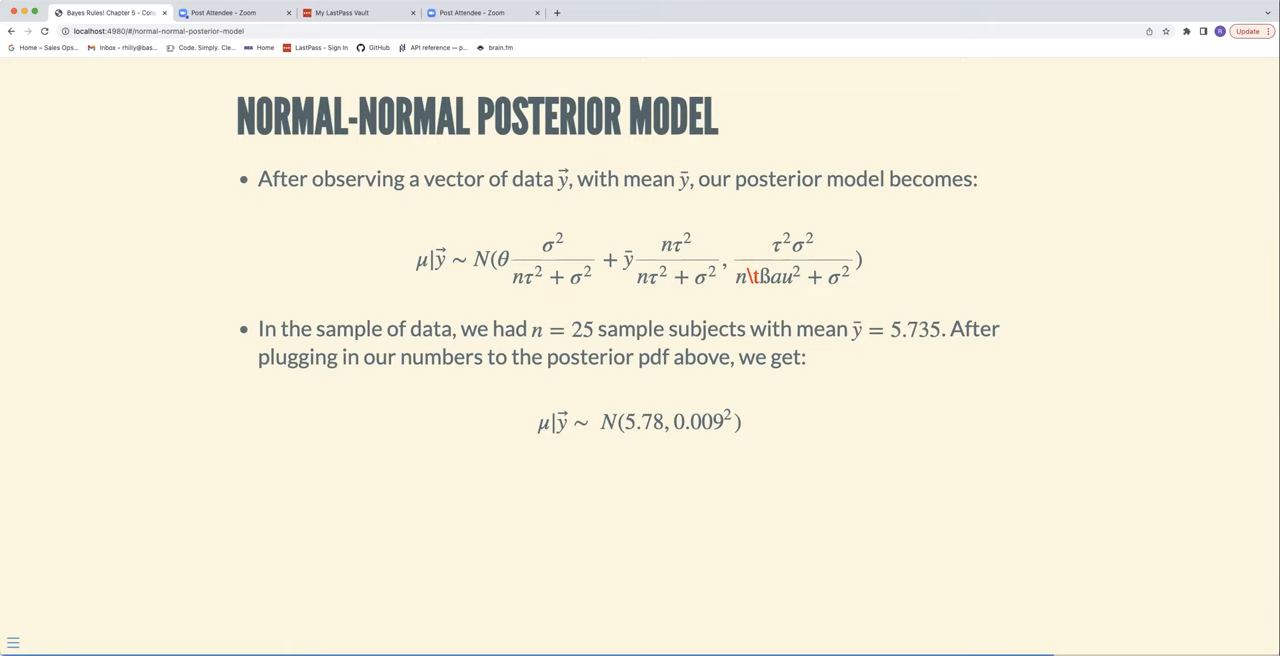 Bayes Rules! Chapter 5 - Con
Post Attendee - Zoom
My LastPass Vault
Post Attendee - Zoom
localhost:4980/#/normal-normal-posterior-model
R
Update
Home – Sales Ops...
Inbox - rhilly@bas...
Code. Simply. Cle...
Home
LastPass - Sign In
GitHub
API reference — p...
brain.fm
NORMAL-NORMAL POSTERIOR MODEL
• After observing a vector of data y⃗, with mean ȳ, our posterior model becomes:
μ|y⃗ ~ N(θ σ²/(nτ² + σ²) + ȳ nτ²/(nτ² + σ²), τ²σ²/(n\tßau² + σ²))
• In the sample of data, we had n = 25 sample subjects with mean ȳ = 5.735. After
plugging in our numbers to the posterior pdf above, we get:
μ|y⃗ ~ N(5.78, 0.009²)